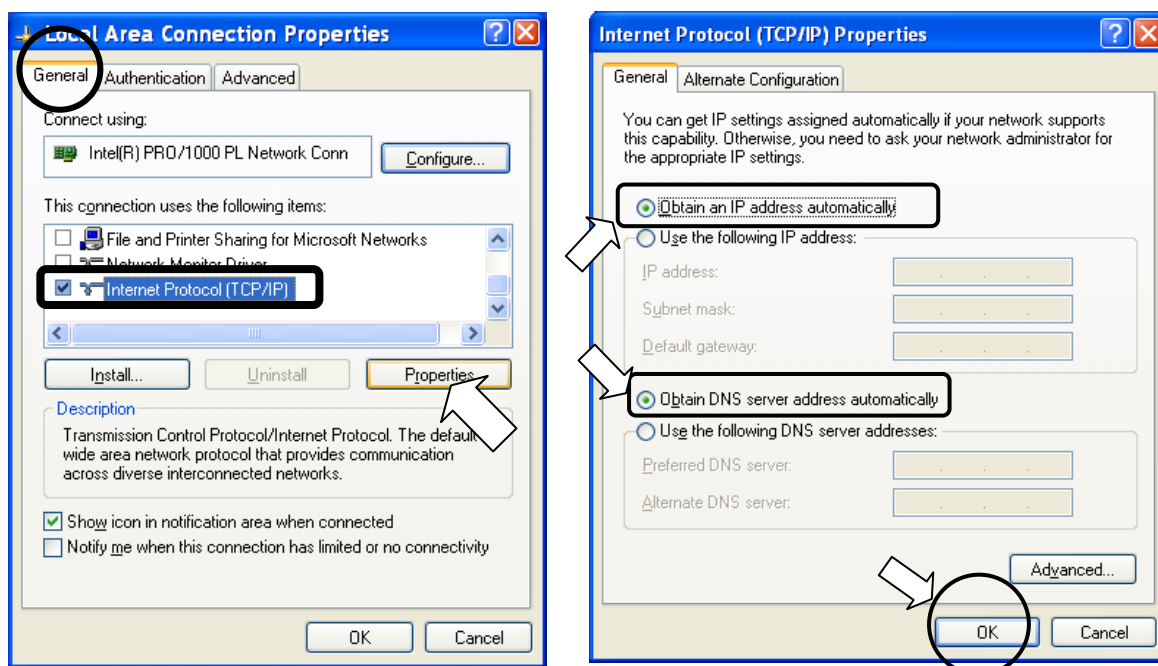 Local Area Connection Properties
General
Authentication
Advanced
Connect using:
Intel(R) PRO/1000 PL Network Conn
Configure...
This connection uses the following items:
File and Printer Sharing for Microsoft Networks
Network Monitor Driver
Internet Protocol (TCP/IP)
Install...
Uninstall
Properties
Description
Transmission Control Protocol/Internet Protocol. The default
wide area network protocol that provides communication
across diverse interconnected networks.
Show icon in notification area when connected
Notify me when this connection has limited or no connectivity
OK
Cancel
Internet Protocol (TCP/IP) Properties
General
Alternate Configuration
You can get IP settings assigned automatically if your network supports
this capability. Otherwise, you need to ask your network administrator for
the appropriate IP settings.
Obtain an IP address automatically
Use the following IP address:
IP address:
Subnet mask:
Default gateway:
Obtain DNS server address automatically
Use the following DNS server addresses:
Preferred DNS server:
Alternate DNS server:
Advanced...
OK
Cancel